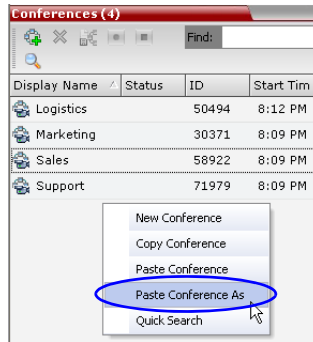 Conferences (4)
Find:
Display Name Status ID Start Tim
Logistics 50494 8:12 PM
Marketing 30371 8:09 PM
Sales 58922 8:09 PM
Support 71979 8:09 PM
New Conference
Copy Conference
Paste Conference
Paste Conference As
Quick Search